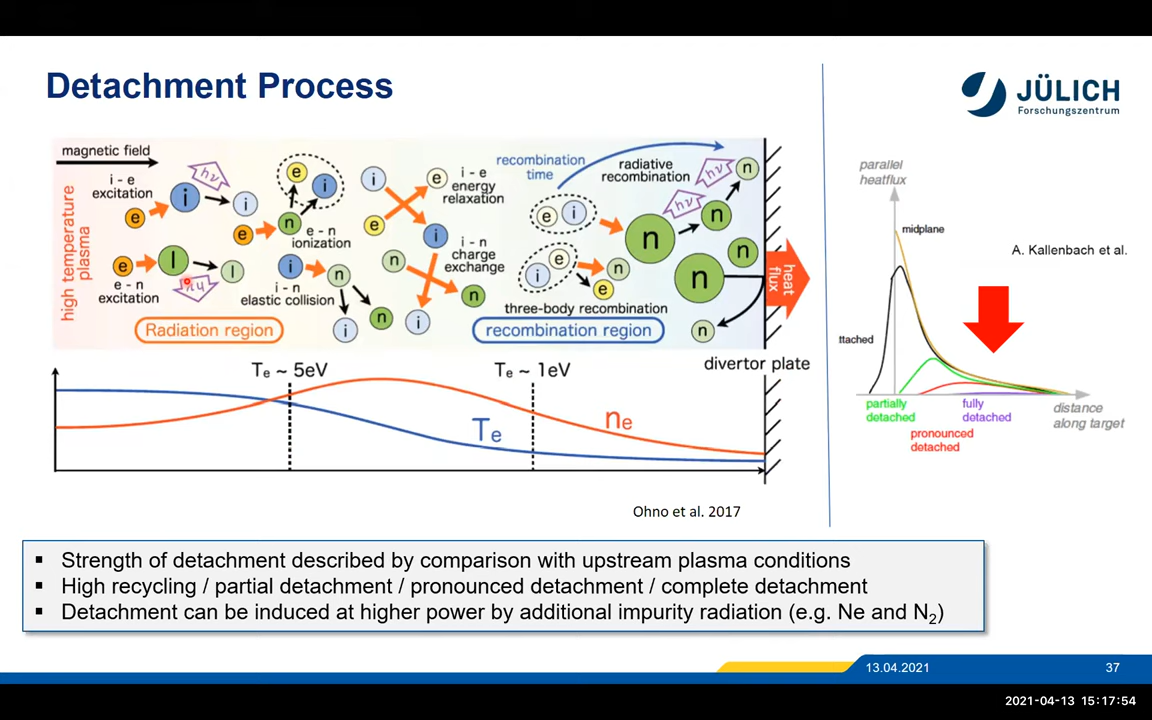 Detachment Process
JÜLICH
Forschungszentrum
magnetic field
high temperature
plasma
i - e
excitation
e
i
hν
i
e - n
excitation
e
l
hν
l
e
n
e
i
e - n
ionization
i
n
i - n
elastic collision
i
n
Radiation region
i
e
e
i
i - e
energy
relaxation
n
i - n
charge
exchange
i
n
recombination
time
e
i
n
radiative
recombination
hν
n
hν
n
i
e
n
e
three-body recombination
n
n
n
recombination region
heat
flux
divertor plate
Te ~ 5eV
Te ~ 1eV
Te
ne
Ohno et al. 2017
parallel
heatflux
midplane
A. Kallenbach et al.
ttached
partially
detached
fully
detached
pronounced
detached
distance
along target
▪ Strength of detachment described by comparison with upstream plasma conditions
▪ High recycling / partial detachment / pronounced detachment / complete detachment
▪ Detachment can be induced at higher power by additional impurity radiation (e.g. Ne and N2)
13.04.2021
37
2021-04-13 15:17:54